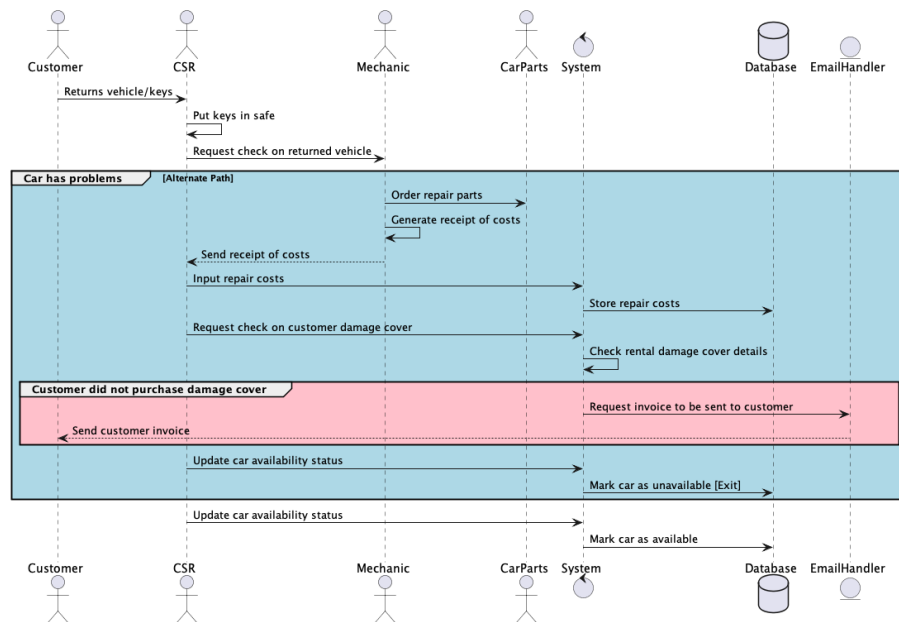 Customer CSR Mechanic CarParts System Database EmailHandler
Returns vehicle/keys
Put keys in safe
Request check on returned vehicle
Car has problems [Alternate Path]
Order repair parts
Generate receipt of costs
Send receipt of costs
Input repair costs
Store repair costs
Request check on customer damage cover
Check rental damage cover details
Customer did not purchase damage cover
Request invoice to be sent to customer
Send customer invoice
Update car availability status
Mark car as unavailable [Exit]
Update car availability status
Mark car as available
Customer CSR Mechanic CarParts System Database EmailHandler